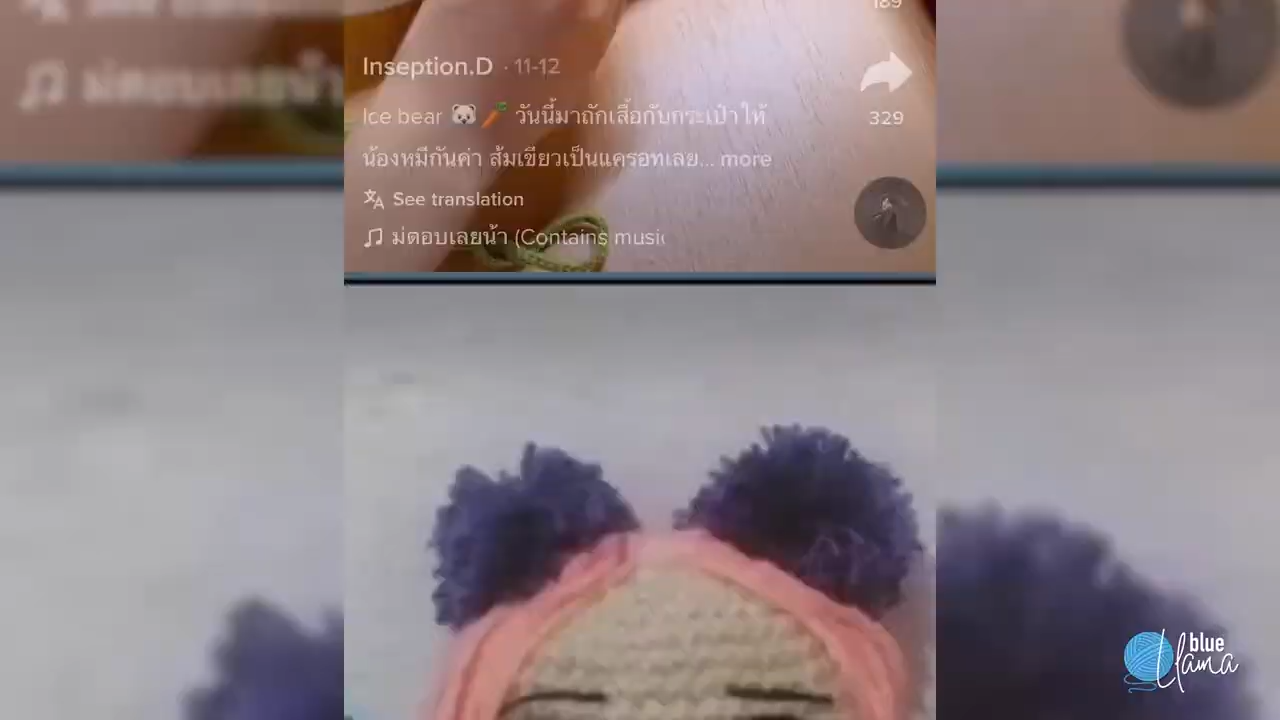 189
Inseption.D · 11-12
Ice bear 🐻‍❄️ 🥕 วันนี้มาถักเสื้อกับกระเป๋าให้
329
น้องหมีกันค่า ส้มเขียวเป็นแครอทเลย... more
See translation
ม่ตอบเลยน้า (Contains music
blue
llama